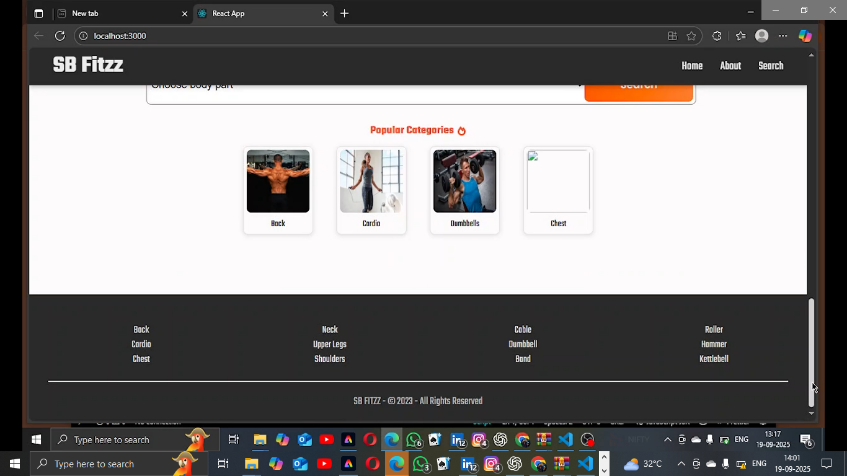 New tab
React App
localhost:3000
SB Fitzz
Home About Search
Choose body part
Search
Popular Categories
Back Cardio Dumbbells Chest
Back Neck Cable Roller
Cardio Upper Legs Dumbbell Hammer
Chest Shoulders Band Kettlebell
SB FITZZ - © 2023 - All Rights Reserved
Type here to search
ENG
13:17
19-09-2025
Type here to search
32°C
ENG
14:01
19-09-2025